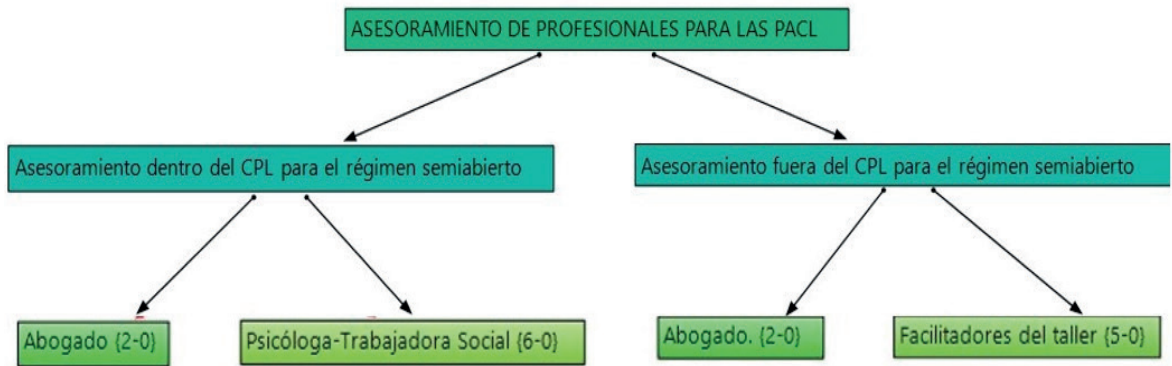 ASESORAMIENTO DE PROFESIONALES PARA LAS PACL
Asesoramiento dentro del CPL para el régimen semiabierto
Asesoramiento fuera del CPL para el régimen semiabierto
Abogado {2-0}
Psicóloga-Trabajadora Social {6-0}
Abogado. {2-0}
Facilitadores del taller {5-0}